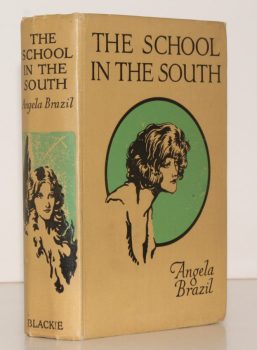 THE
SCHOOL
IN THE
SOUTH
Angela Brazil
BLACKIE
THE SCHOOL
IN THE SOUTH
Angela
Brazil